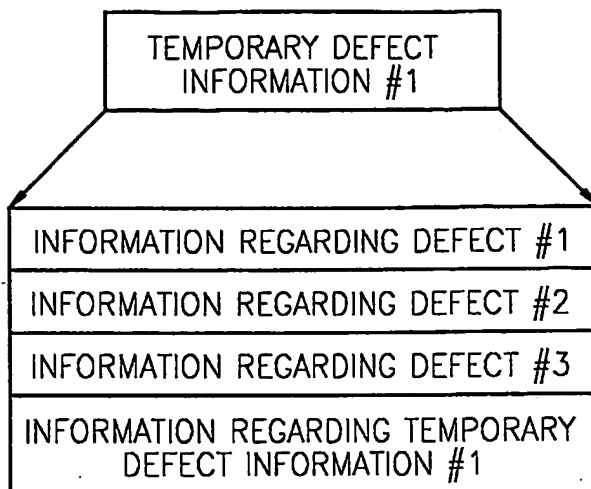 TEMPORARY DEFECT
INFORMATION #1
INFORMATION REGARDING DEFECT #1
INFORMATION REGARDING DEFECT #2
INFORMATION REGARDING DEFECT #3
INFORMATION REGARDING TEMPORARY
DEFECT INFORMATION #1